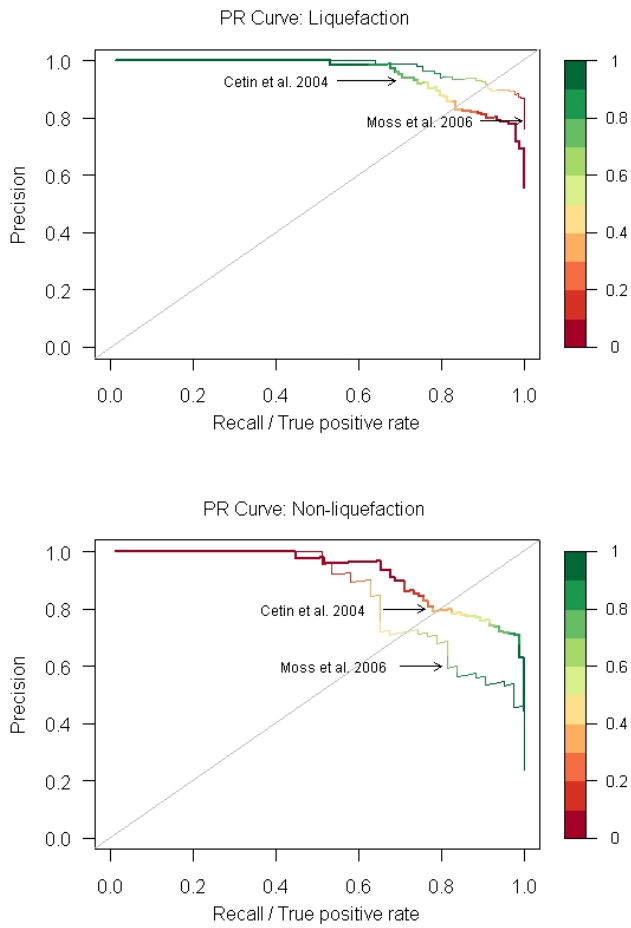 PR Curve: Liquefaction
1.0
0.8
0.6
0.4
0.2
0.0
Precision
Cetin et al. 2004
Moss et al. 2006
1
0.8
0.6
0.4
0.2
0
0.0 0.2 0.4 0.6 0.8 1.0
Recall / True positive rate
PR Curve: Non-liquefaction
1.0
0.8
0.6
0.4
0.2
0.0
Precision
Cetin et al. 2004
Moss et al. 2006
1
0.8
0.6
0.4
0.2
0
0.0 0.2 0.4 0.6 0.8 1.0
Recall / True positive rate